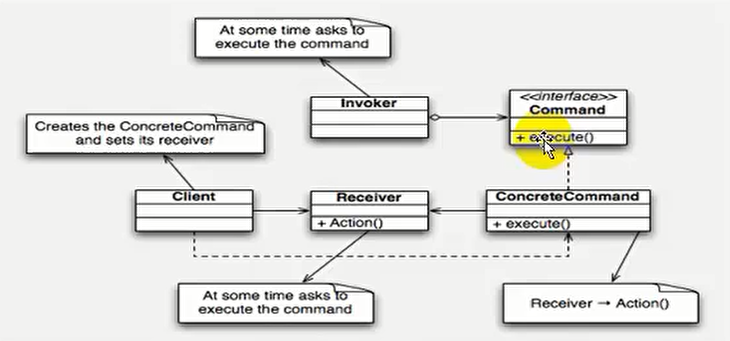 At some time asks to
execute the command
Invoker
<<interface>>
Command
+ execute()
Creates the ConcreteCommand
and sets its receiver
Client
Receiver
+ Action()
ConcreteCommand
+ execute()
At some time asks to
execute the command
Receiver → Action()